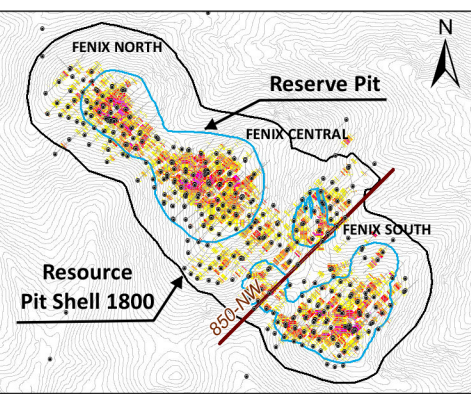 N
FENIX NORTH
Reserve Pit
FENIX CENTRAL
FENIX SOUTH
Resource
Pit Shell 1800
850-NW